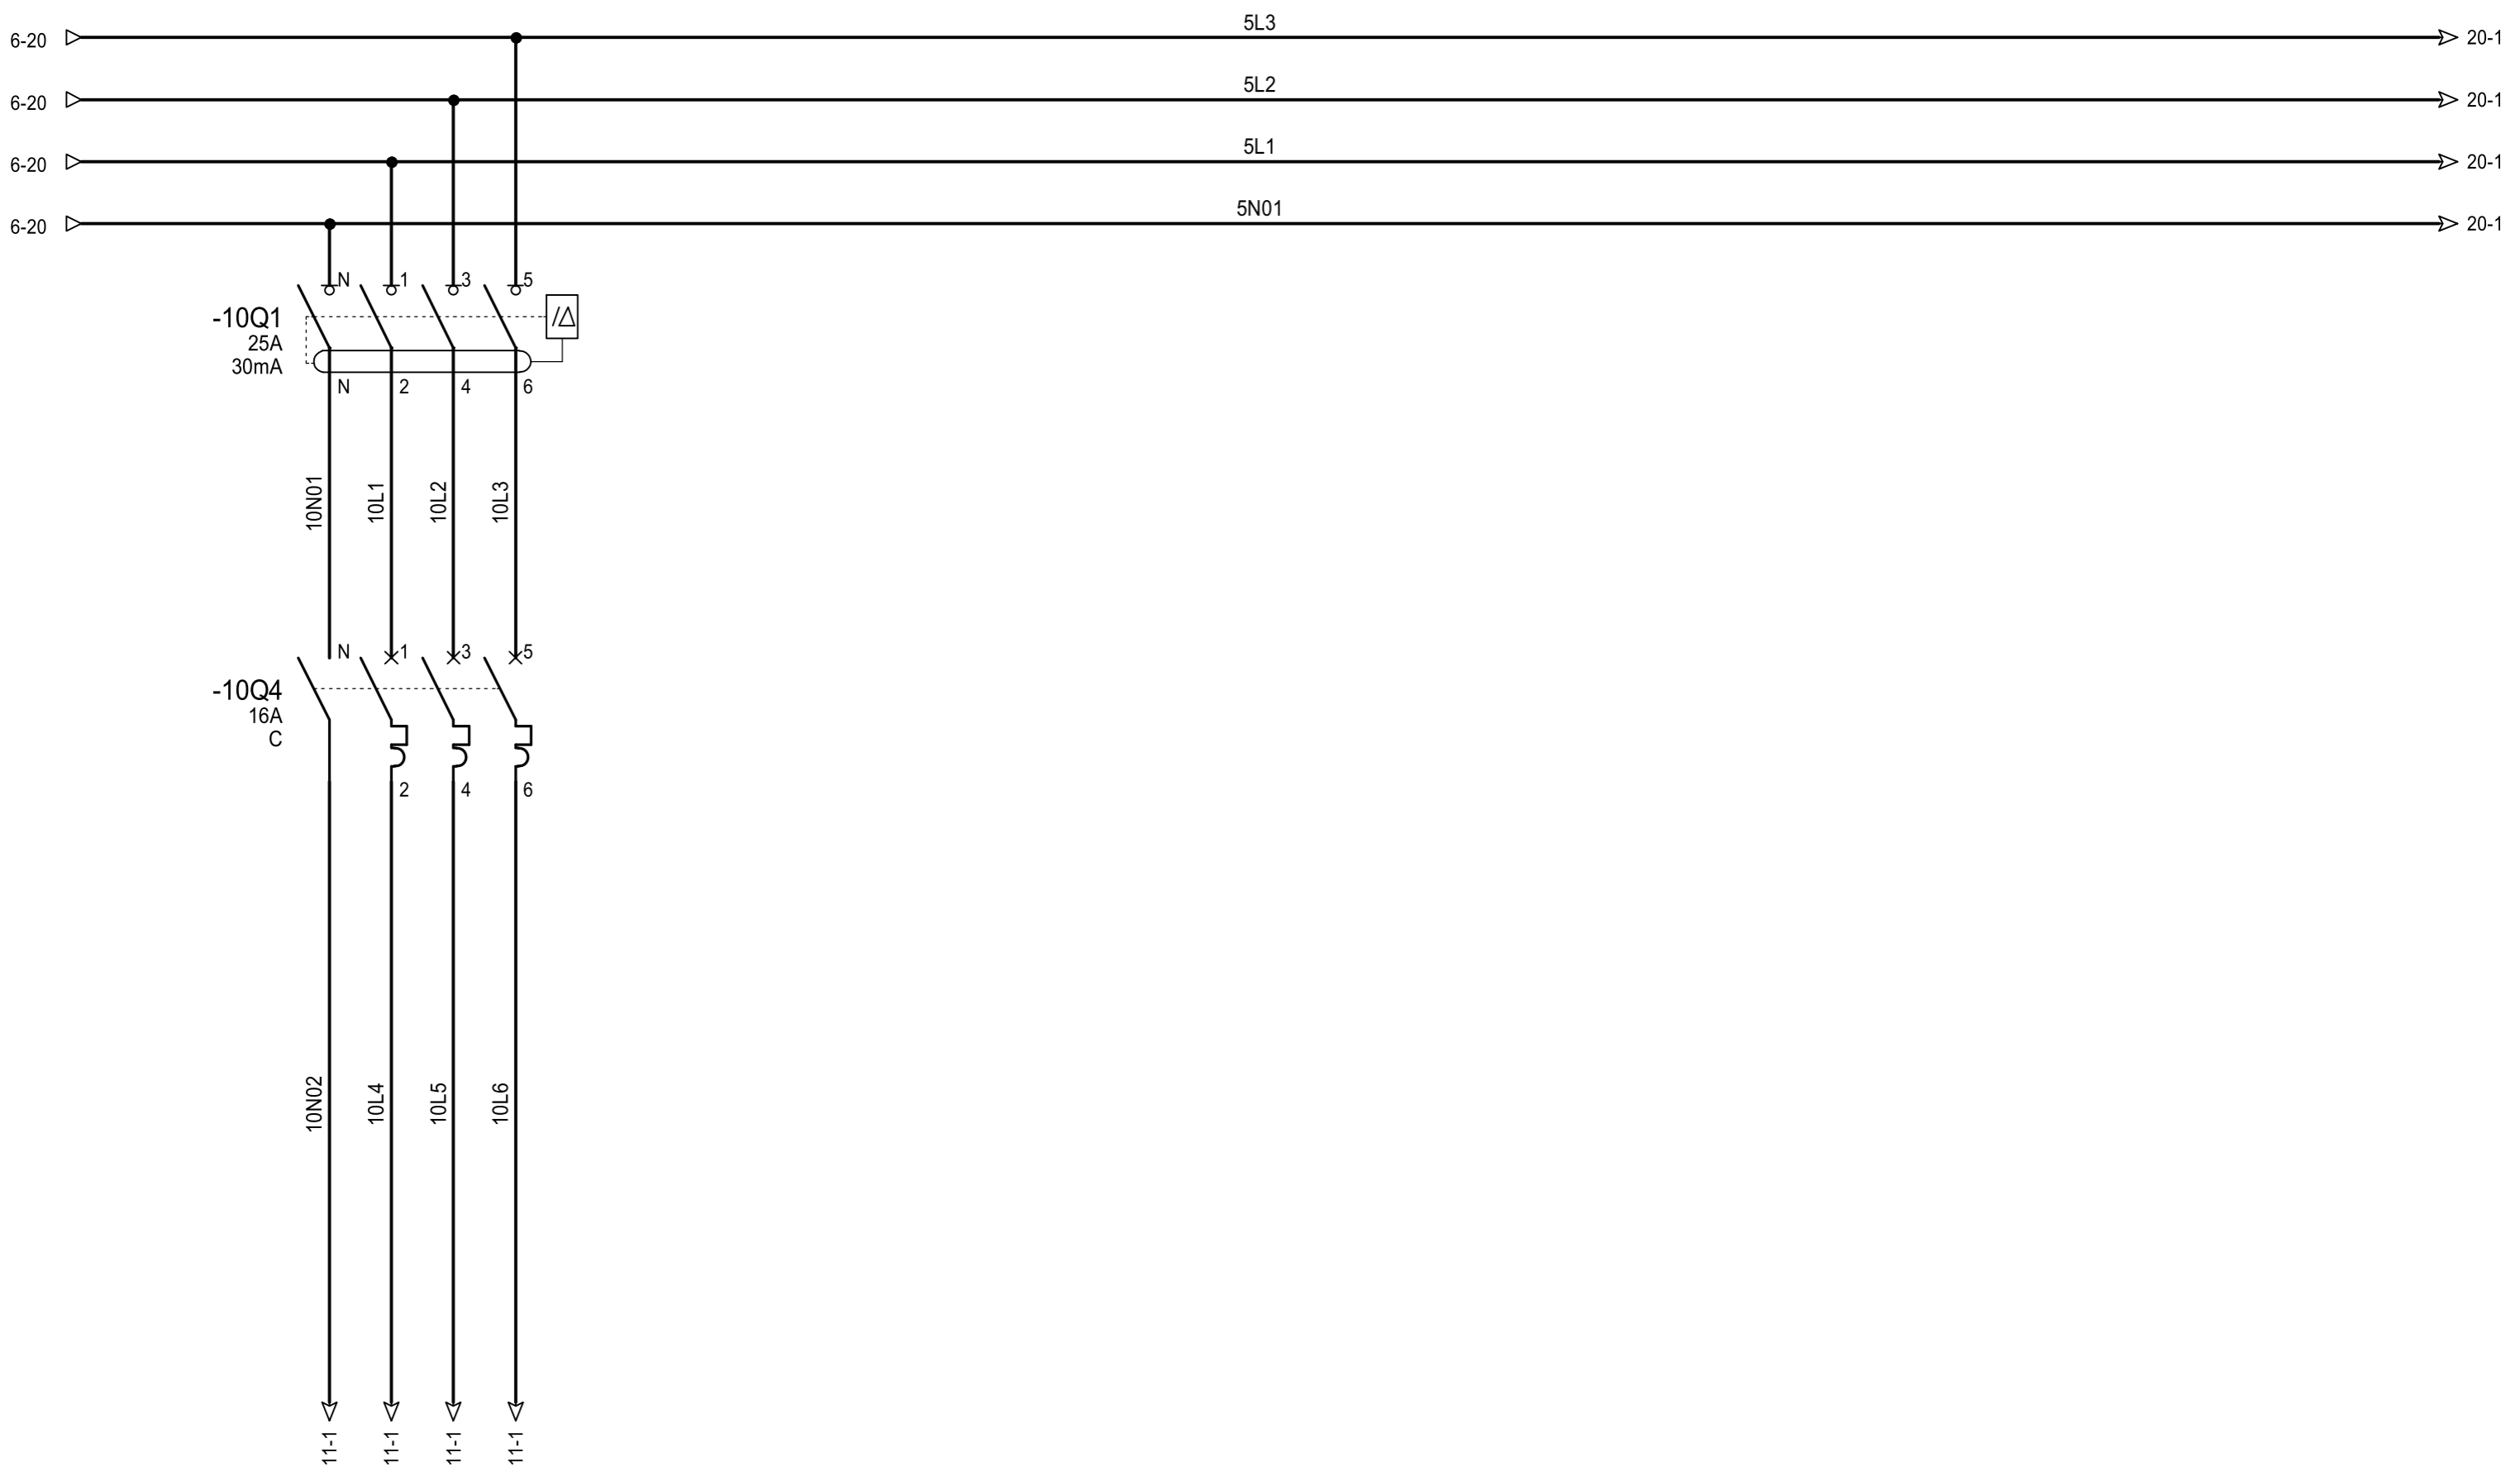 5L3
6-20 20-1
5L2
6-20 20-1
5L1
6-20 20-1
5N01
6-20 20-1
N 1 3 5
-10Q1
25A
30mA
N 2 4 6
10N01 10L1 10L2 10L3
N 1 3 5
-10Q4
16A
C
2 4 6
10N02 10L4 10L5 10L6
11-1 11-1 11-1 11-1